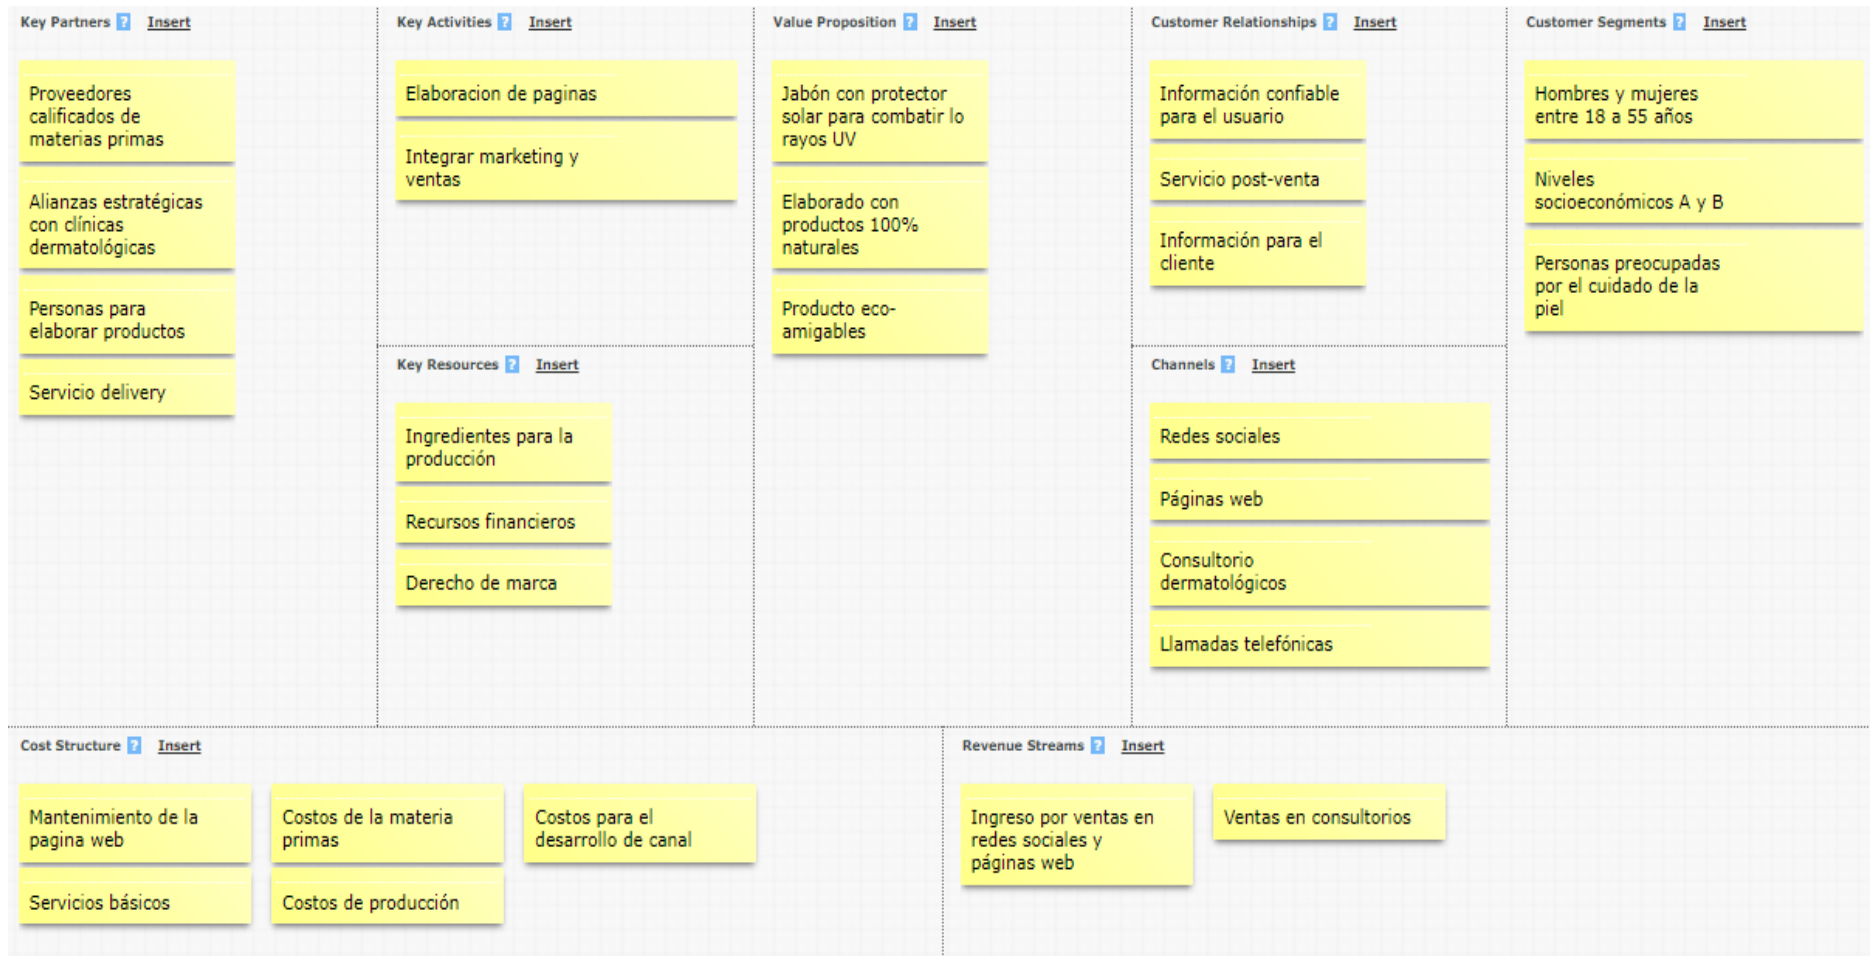 Key Partners ? Insert
Proveedores
calificados de
materias primas
Alianzas estratégicas
con clínicas
dermatológicas
Personas para
elaborar productos
Servicio delivery
Key Activities ? Insert
Elaboracion de paginas
Integrar marketing y
ventas
Key Resources ? Insert
Ingredientes para la
producción
Recursos financieros
Derecho de marca
Value Proposition ? Insert
Jabón con protector
solar para combatir lo
rayos UV
Elaborado con
productos 100%
naturales
Producto eco-
amigables
Customer Relationships ? Insert
Información confiable
para el usuario
Servicio post-venta
Información para el
cliente
Channels ? Insert
Redes sociales
Páginas web
Consultorio
dermatológicos
Llamadas telefónicas
Customer Segments ? Insert
Hombres y mujeres
entre 18 a 55 años
Niveles
socioeconómicos A y B
Personas preocupadas
por el cuidado de la
piel
Cost Structure ? Insert
Mantenimiento de la
pagina web
Servicios básicos
Costos de la materia
primas
Costos de producción
Costos para el
desarrollo de canal
Revenue Streams ? Insert
Ingreso por ventas en
redes sociales y
páginas web
Ventas en consultorios